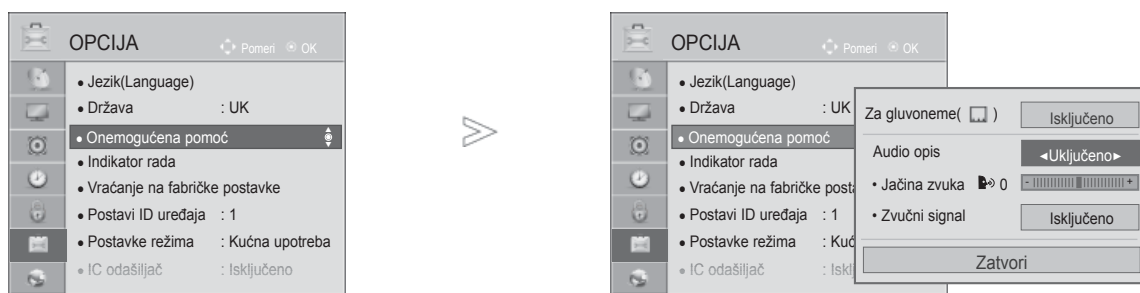 OPCIJA Pomeri OK
• Jezik(Language)
• Država : UK
• Onemogućena pomoć
• Indikator rada
• Vraćanje na fabričke postavke
• Postavi ID uređaja : 1
• Postavke režima : Kućna upotreba
• IC odašiljač : Isključeno
OPCIJA Pomeri OK
• Jezik(Language)
• Država : UK
• Onemogućena pomoć
• Indikator rada
• Vraćanje na fabričke posta
• Postavi ID uređaja : 1
• Postavke režima : Kuć
• IC odašiljač : Isklj
Za gluvoneme( ) Isključeno
Audio opis ◄Uključeno►
• Jačina zvuka 0 - +
• Zvučni signal Isključeno
Zatvori